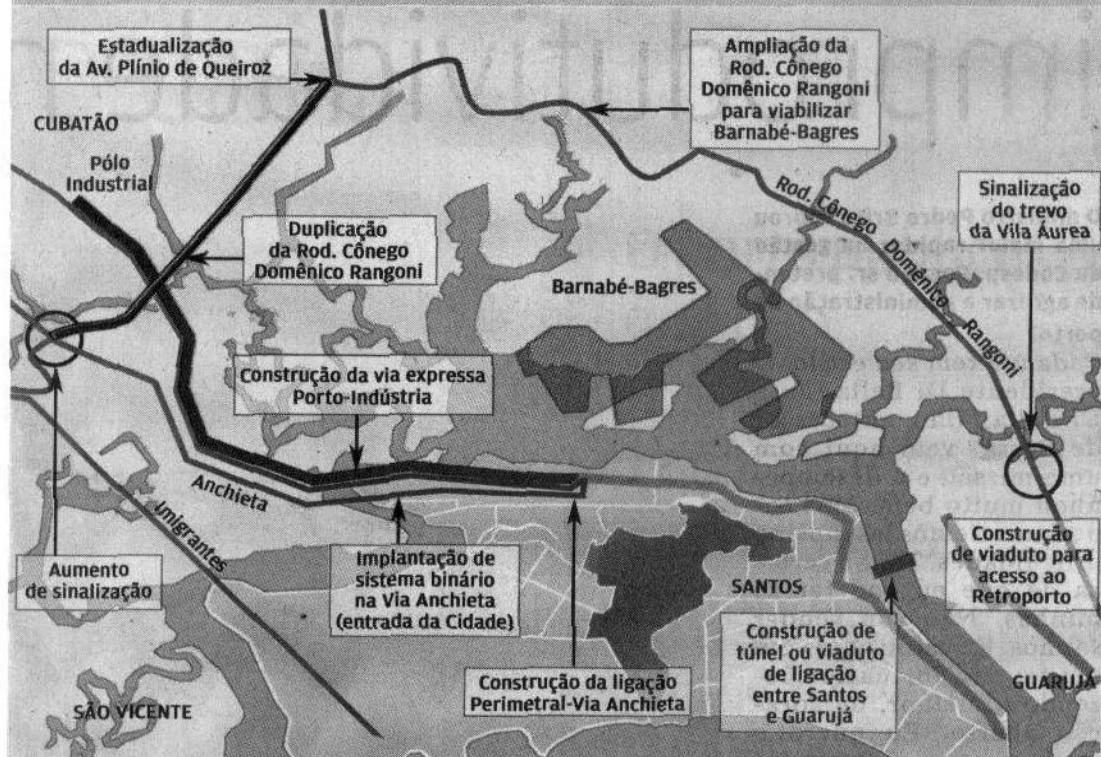 Estadualização
da Av. Plínio de Queiroz
Ampliação da
Rod. Cônego
Domênico Rangoni
para viabilizar
Barnabé-Bagres
CUBATÃO
Pólo
Industrial
Duplicação
da Rod. Cônego
Domênico Rangoni
Rod. Cônego Domênico Rangoni
Sinalização
do trevo
da Vila Áurea
Barnabé-Bagres
Construção da via expressa
Porto-Indústria
Anchieta
Imigrantes
Aumento
de sinalização
Implantação de
sistema binário
na Via Anchieta
(entrada da Cidade)
SANTOS
Construção
de viaduto para
acesso ao
Retroporto
Construção da ligação
Perimetral-Via Anchieta
Construção de
túnel ou viaduto
de ligação
entre Santos
e Guarujá
GUARUJÁ
SÃO VICENTE